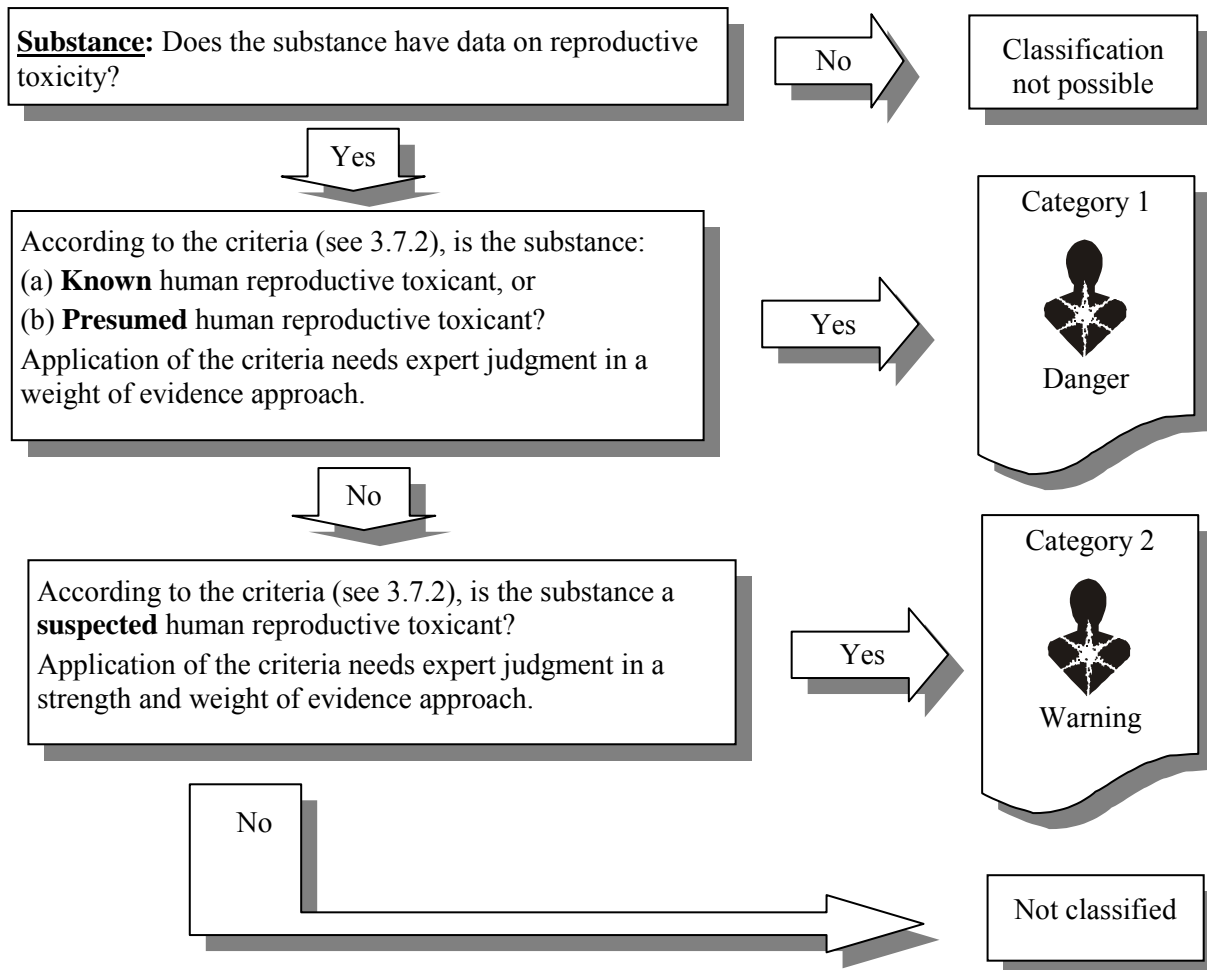 Substance: Does the substance have data on reproductive
toxicity?
No
Classification
not possible
Yes
According to the criteria (see 3.7.2), is the substance:
(a) Known human reproductive toxicant, or
(b) Presumed human reproductive toxicant?
Application of the criteria needs expert judgment in a
weight of evidence approach.
Yes
Category 1
Danger
No
According to the criteria (see 3.7.2), is the substance a
suspected human reproductive toxicant?
Application of the criteria needs expert judgment in a
strength and weight of evidence approach.
Yes
Category 2
Warning
No
Not classified